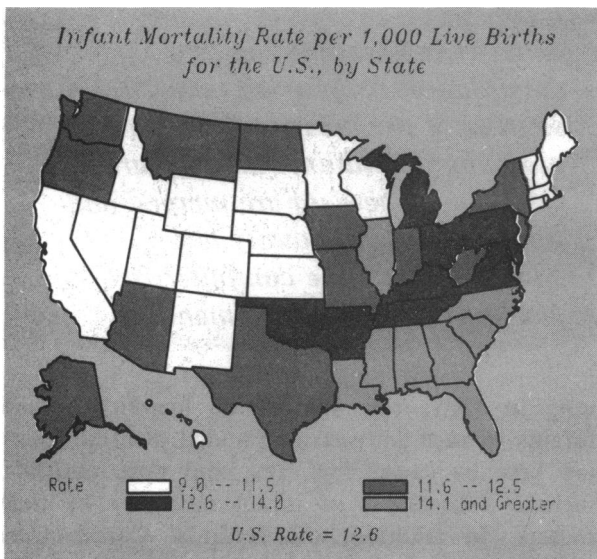 Infant Mortality Rate per 1,000 Live Births
for the U.S., by State
Rate 9.0 -- 11.5 11.6 -- 12.5
12.6 -- 14.0 14.1 and Greater
U.S. Rate = 12.6